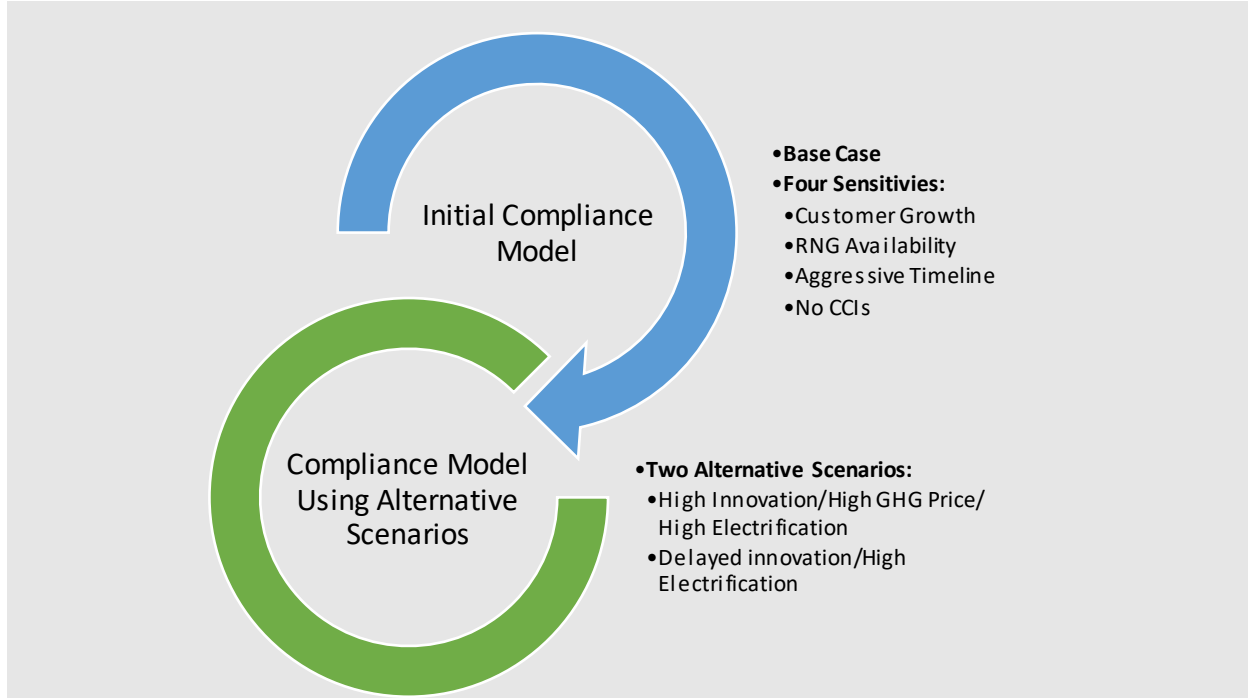 Initial Compliance
Model
•Base Case
•Four Sensitivies:
•Customer Growth
•RNG Availability
•Aggressive Timeline
•No CCIs
Compliance Model
Using Alternative
Scenarios
•Two Alternative Scenarios:
•High Innovation/High GHG Price/
High Electrification
•Delayed innovation/High
Electrification